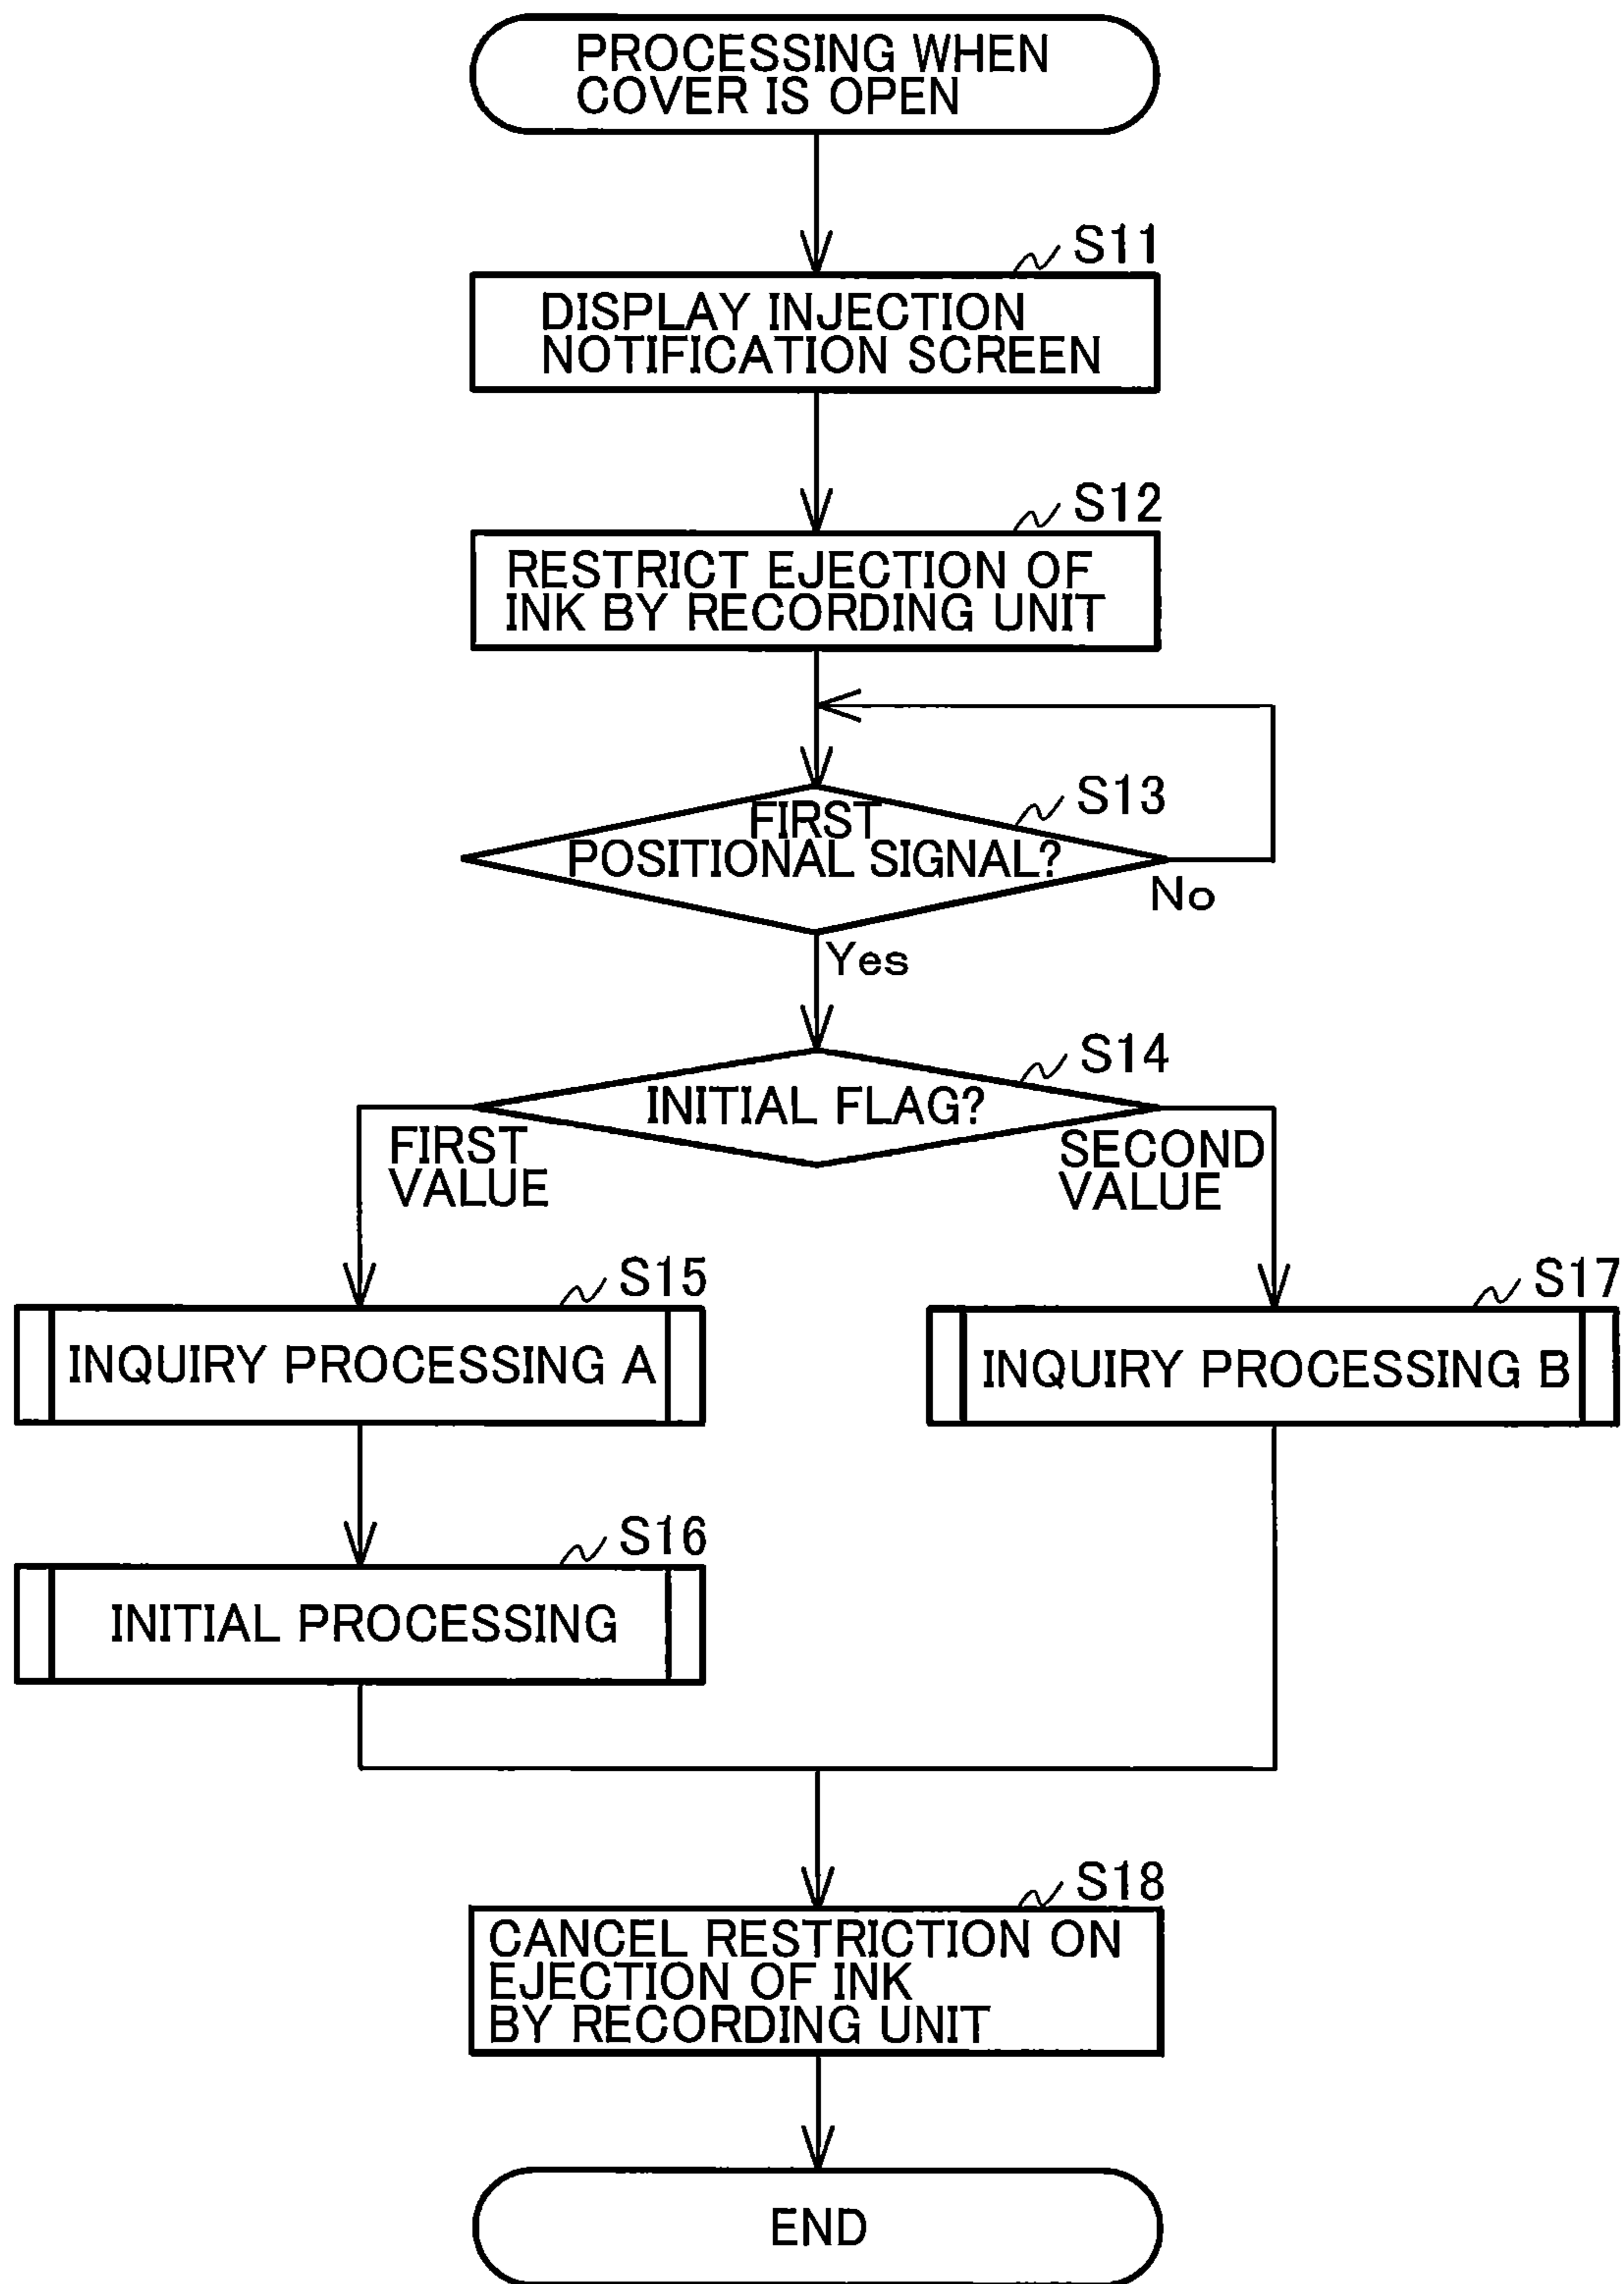 PROCESSING WHEN
COVER IS OPEN
S11
DISPLAY INJECTION
NOTIFICATION SCREEN
S12
RESTRICT EJECTION OF
INK BY RECORDING UNIT
S13
FIRST
POSITIONAL SIGNAL?
No
Yes
S14
INITIAL FLAG?
FIRST
VALUE
SECOND
VALUE
S15
INQUIRY PROCESSING A
S17
INQUIRY PROCESSING B
S16
INITIAL PROCESSING
S18
CANCEL RESTRICTION ON
EJECTION OF INK
BY RECORDING UNIT
END